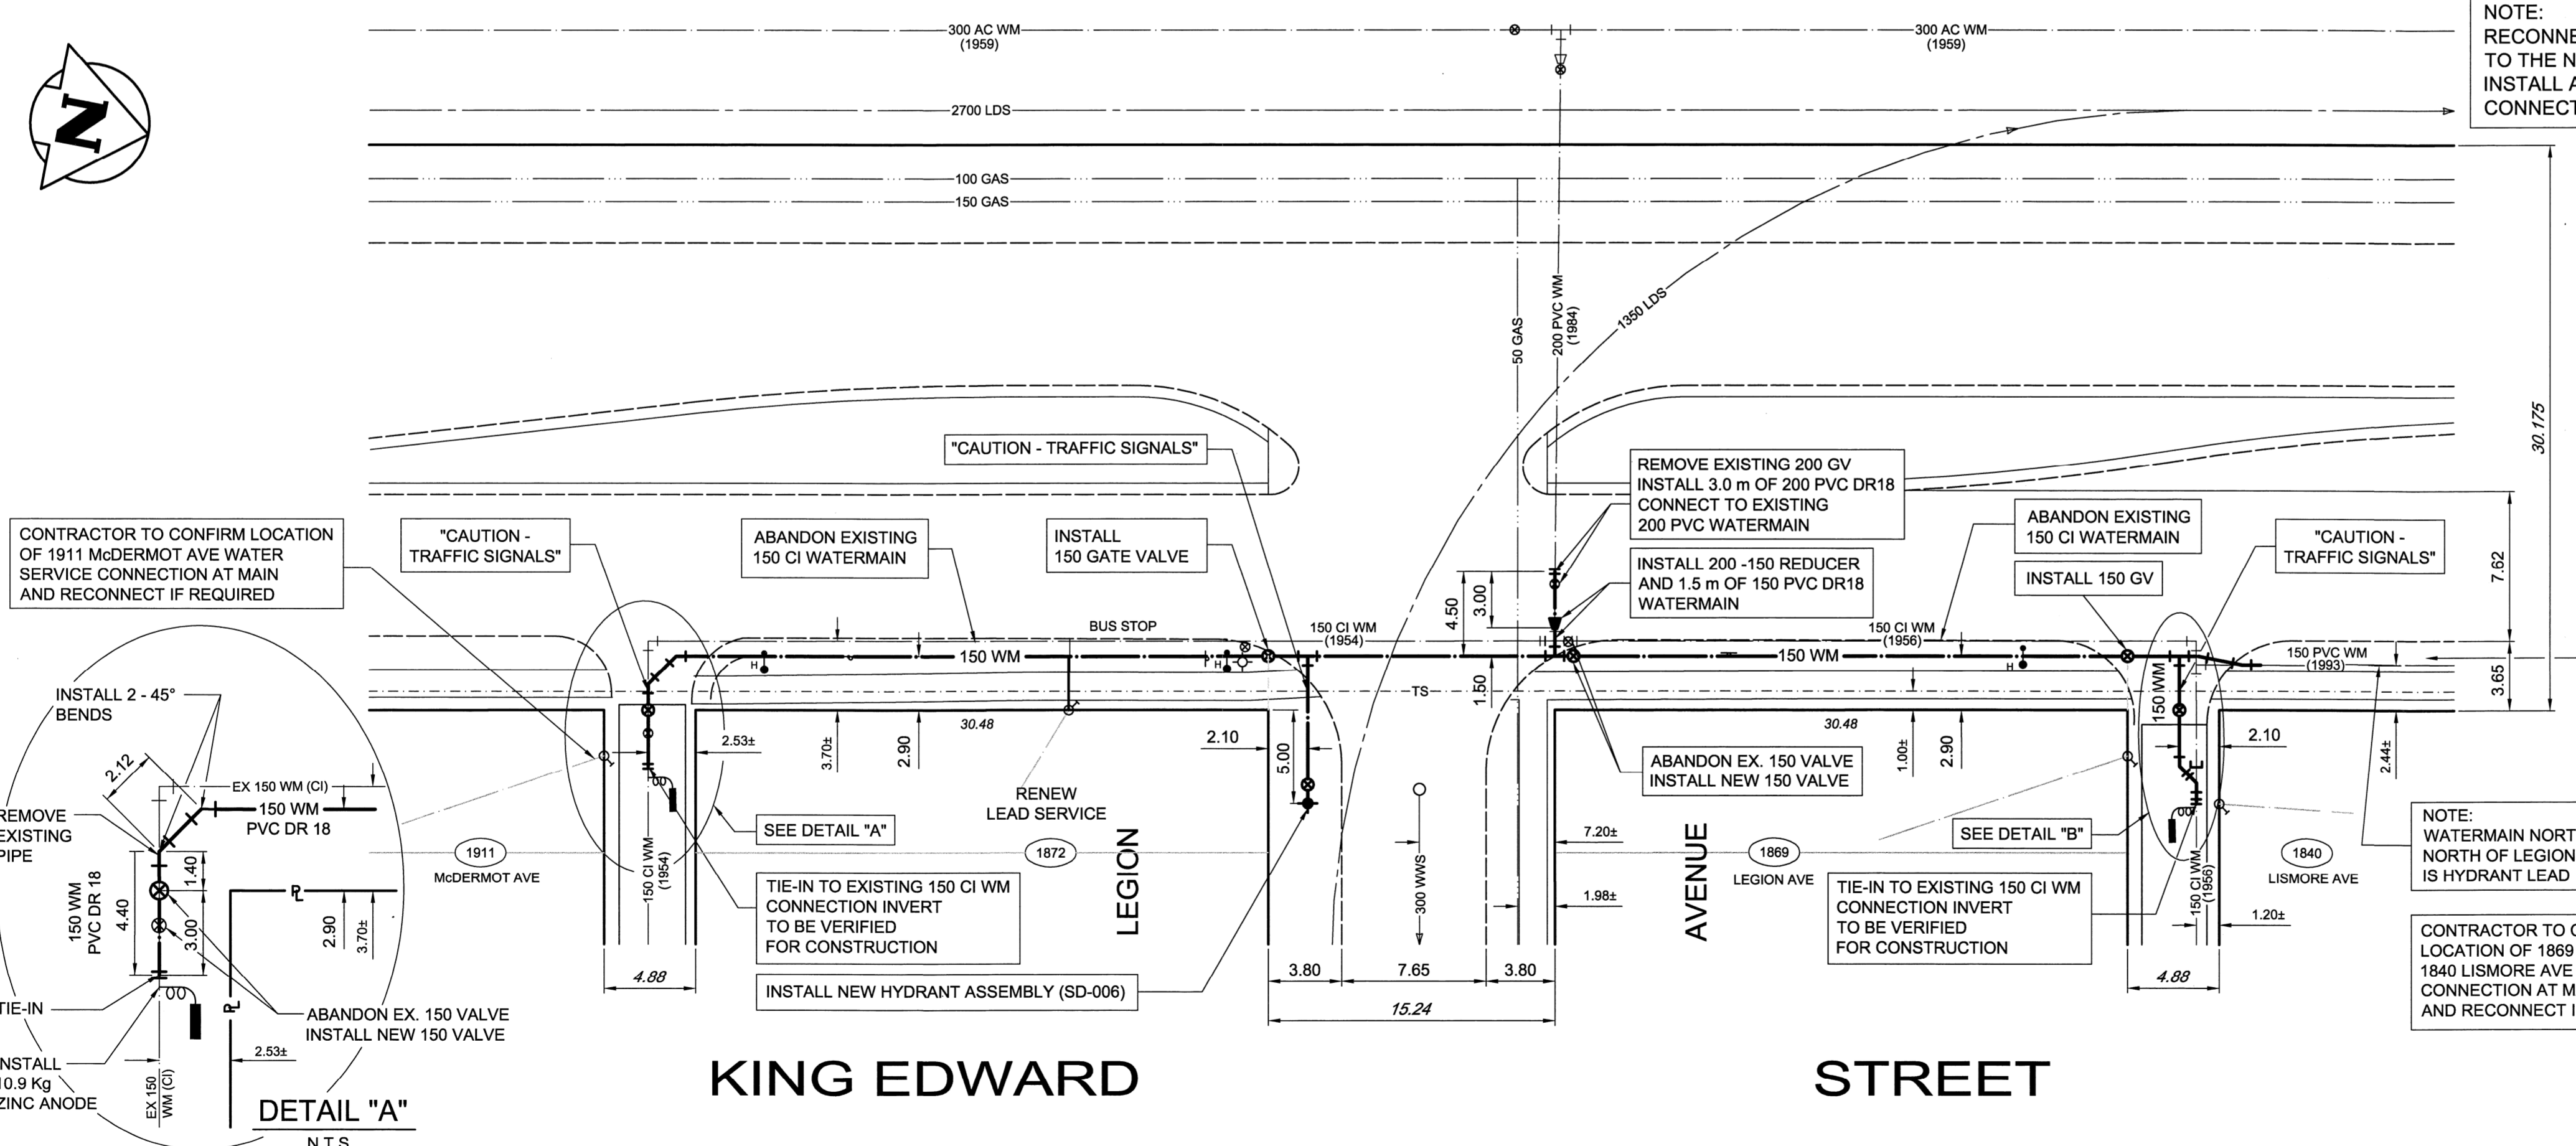 300 AC WM
(1959)
300 AC WM
(1959)
NOTE:
RECONNE
TO THE N
INSTALL A
CONNECT
N
2700 LDS
100 GAS
150 GAS
30.175
50 GAS
200 PVC WM
(1984)
1350 LDS
"CAUTION - TRAFFIC SIGNALS"
REMOVE EXISTING 200 GV
INSTALL 3.0 m OF 200 PVC DR18
CONNECT TO EXISTING
200 PVC WATERMAIN
CONTRACTOR TO CONFIRM LOCATION
OF 1911 McDERMOT AVE WATER
SERVICE CONNECTION AT MAIN
AND RECONNECT IF REQUIRED
"CAUTION -
TRAFFIC SIGNALS"
ABANDON EXISTING
150 CI WATERMAIN
INSTALL
150 GATE VALVE
INSTALL 200 -150 REDUCER
AND 1.5 m OF 150 PVC DR18
WATERMAIN
ABANDON EXISTING
150 CI WATERMAIN
INSTALL 150 GV
"CAUTION -
TRAFFIC SIGNALS"
7.62
4.50
3.00
BUS STOP
150 CI WM
(1954)
150 CI WM
(1956)
150 PVC WM
(1993)
3.65
H
150 WM
H
150 WM
H
150 WM
TS
1.50
2.53±
3.70±
2.90
30.48
2.10
5.00
30.48
1.00±
2.90
2.10
2.44±
ABANDON EX. 150 VALVE
INSTALL NEW 150 VALVE
RENEW
LEAD SERVICE
SEE DETAIL "A"
SEE DETAIL "B"
7.20±
1911
McDERMOT AVE
1872
LEGION
AVENUE
1869
LEGION AVE
1840
LISMORE AVE
150 CI WM
(1954)
300 WWS
1.98±
150 CI WM
(1956)
1.20±
TIE-IN TO EXISTING 150 CI WM
CONNECTION INVERT
TO BE VERIFIED
FOR CONSTRUCTION
TIE-IN TO EXISTING 150 CI WM
CONNECTION INVERT
TO BE VERIFIED
FOR CONSTRUCTION
NOTE:
WATERMAIN NORT
NORTH OF LEGION
IS HYDRANT LEAD
CONTRACTOR TO C
LOCATION OF 1869
1840 LISMORE AVE
CONNECTION AT M
AND RECONNECT I
4.88
INSTALL NEW HYDRANT ASSEMBLY (SD-006)
3.80
7.65
3.80
15.24
4.88
INSTALL 2 - 45°
BENDS
2.12
EX 150 WM (CI)
150 WM
PVC DR 18
REMOVE
EXISTING
PIPE
150 WM
PVC DR 18
4.40
1.40
3.00
PL
2.90
3.70±
PL
TIE-IN
ABANDON EX. 150 VALVE
INSTALL NEW 150 VALVE
INSTALL
10.9 Kg
ZINC ANODE
2.53±
EX 150
WM (CI)
DETAIL "A"
N.T.S.
KING EDWARD
STREET